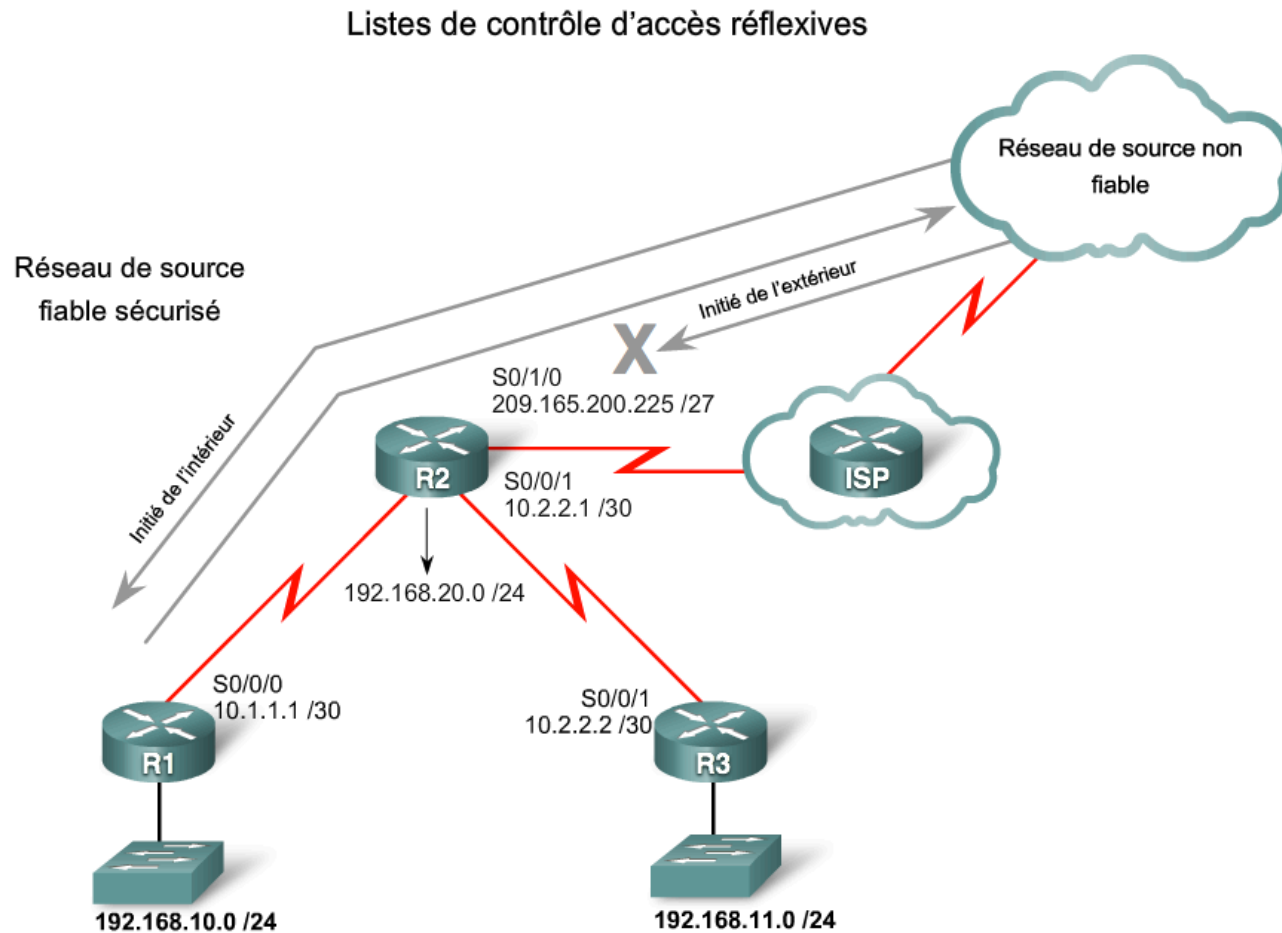 Listes de contrôle d'accès réflexives
Réseau de source non
fiable
Réseau de source
fiable sécurisé
Initié de l'extérieur
X
Initié de l'intérieur
S0/1/0
209.165.200.225 /27
R2
ISP
S0/0/1
10.2.2.1 /30
192.168.20.0 /24
S0/0/0
10.1.1.1 /30
S0/0/1
10.2.2.2 /30
R1
R3
192.168.10.0 /24
192.168.11.0 /24